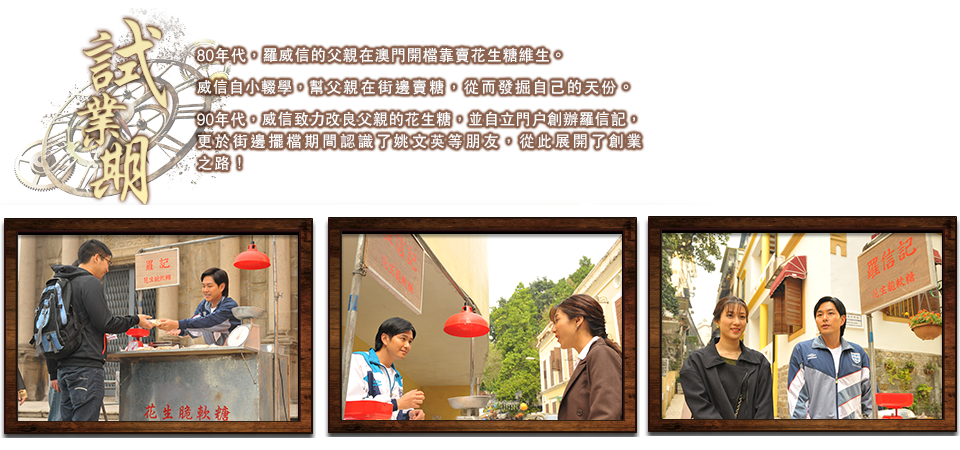 試業期
80年代，羅威信的父親在澳門開檔靠賣花生糖維生。
威信自小輟學，幫父親在街邊賣糖，從而發掘自己的天份。
90年代，威信致力改良父親的花生糖，並自立門户創辦羅信記，
更於街邊擺檔期間認識了姚文英等朋友，從此展開了創業
之路！
羅記
花生脆軟糖
花生脆軟糖
羅記
花生脆軟糖
羅信記
花生脆軟糖